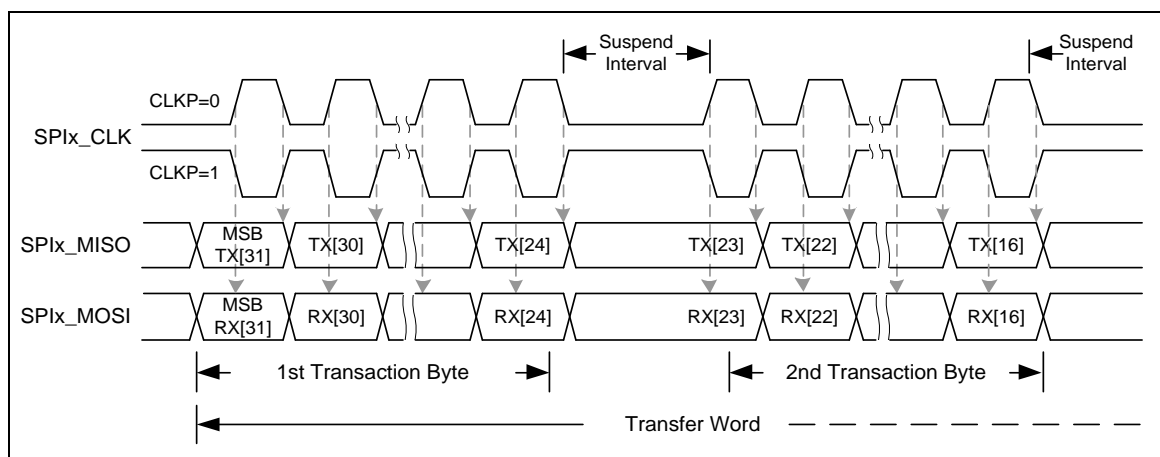 Suspend
Interval
Suspend
Interval
CLKP=0
SPIx_CLK
CLKP=1
SPIx_MISO
MSB
TX[31]
TX[30]
TX[24]
TX[23]
TX[22]
TX[16]
SPIx_MOSI
MSB
RX[31]
RX[30]
RX[24]
RX[23]
RX[22]
RX[16]
1st Transaction Byte
2nd Transaction Byte
Transfer Word